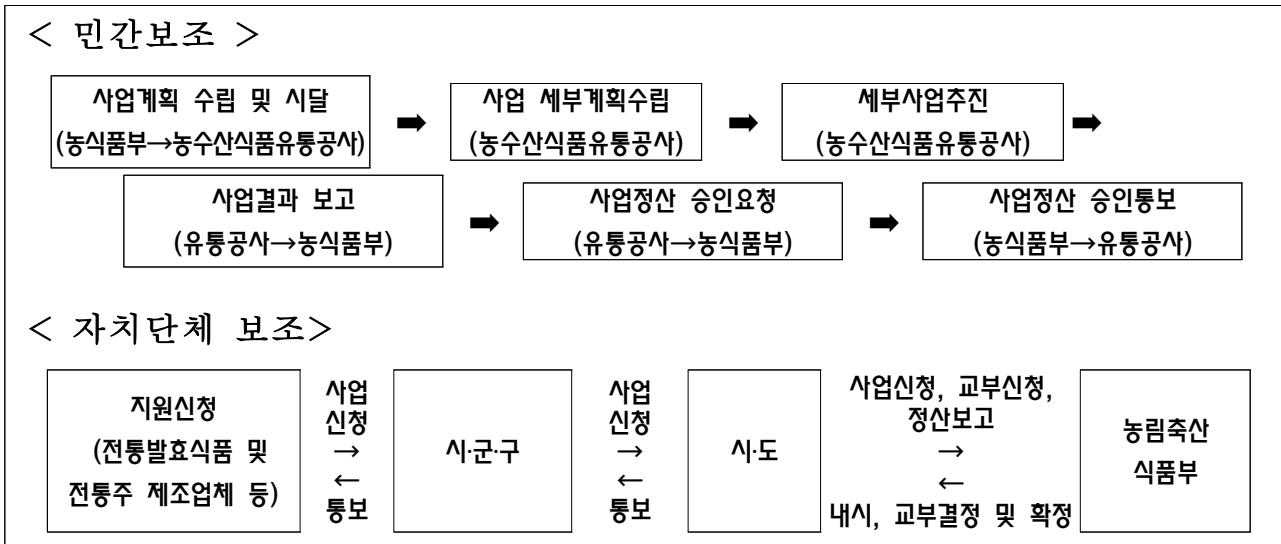 < 민간보조 >
사업계획 수립 및 시달
(농식품부→농수산식품유통공사)
➡
사업 세부계획수립
(농수산식품유통공사)
➡
세부사업추진
(농수산식품유통공사)
➡
사업결과 보고
(유통공사→농식품부)
➡
사업정산 승인요청
(유통공사→농식품부)
➡
사업정산 승인통보
(농식품부→유통공사)
< 자치단체 보조>
지원신청
(전통발효식품 및
전통주 제조업체 등)
사업
신청
→
←
통보
시·군·구
사업
신청
→
←
통보
시·도
사업신청, 교부신청,
정산보고
→
←
내시, 교부결정 및 확정
농림축산
식품부